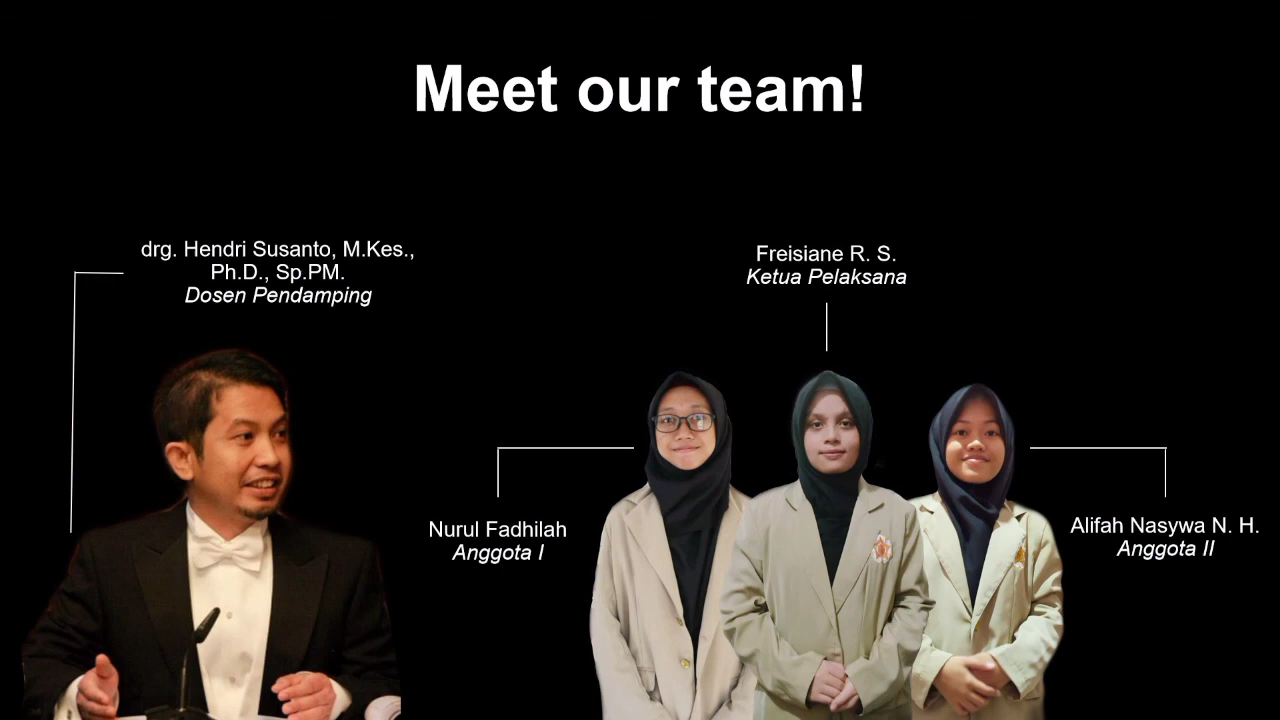 Meet our team!
drg. Hendri Susanto, M.Kes.,
Ph.D., Sp.PM.
Dosen Pendamping
Freisiane R. S.
Ketua Pelaksana
Nurul Fadhilah
Anggota I
Alifah Nasywa N. H.
Anggota II